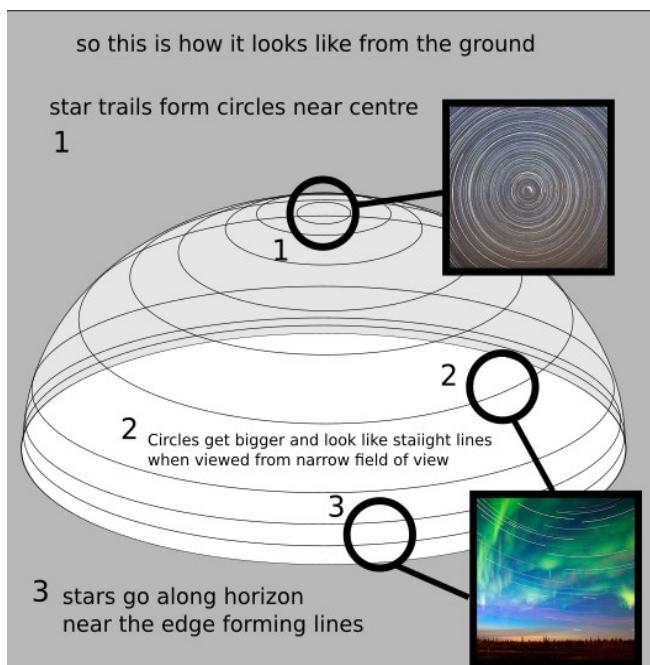 so this is how it looks like from the ground
star trails form circles near centre
1
1
2
2 Circles get bigger and look like staiight lines
when viewed from narrow field of view
3
3 stars go along horizon
near the edge forming lines